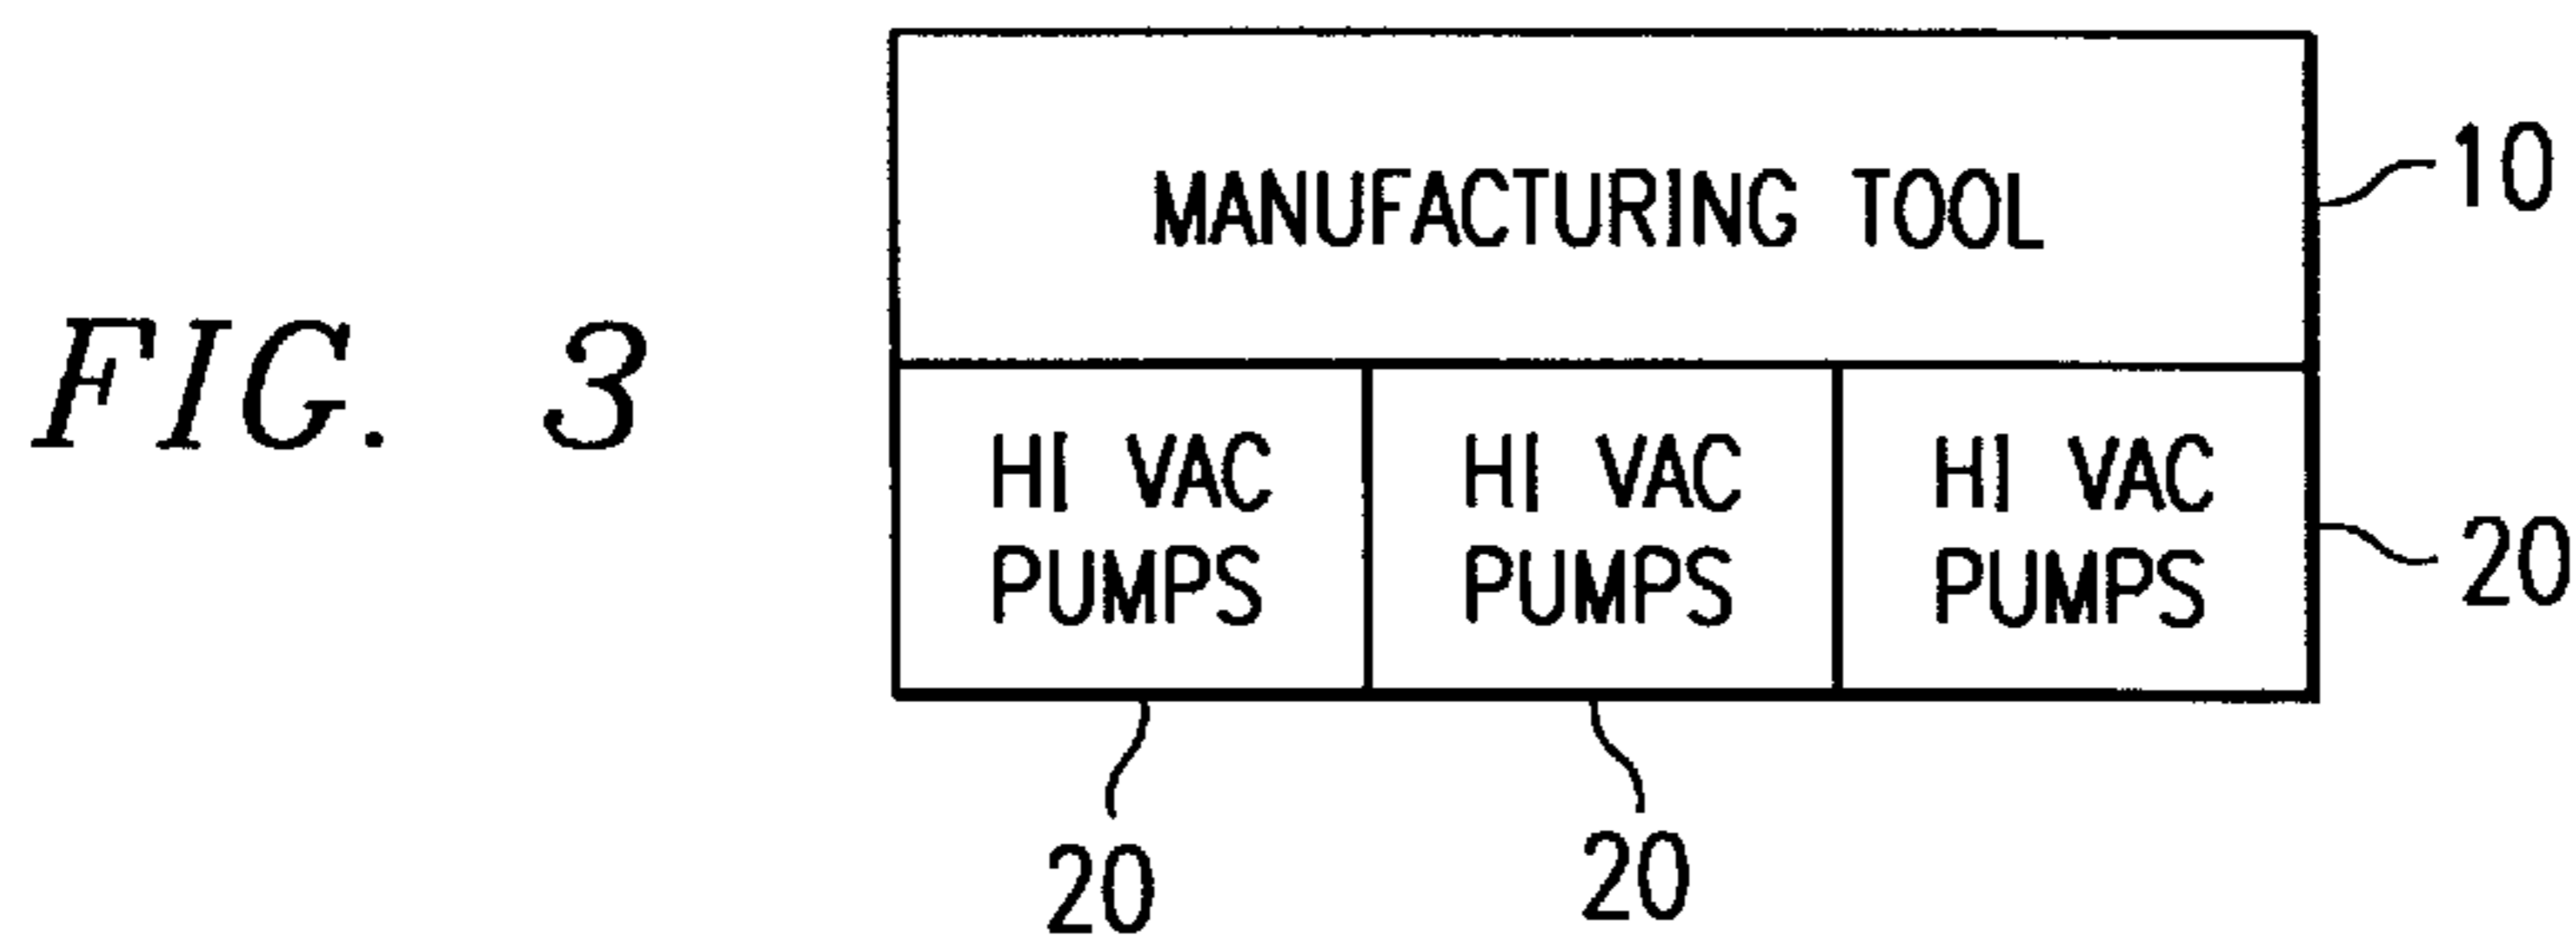 FIG. 3
MANUFACTURING TOOL
10
HI VAC
PUMPS
HI VAC
PUMPS
HI VAC
PUMPS
20
20
20